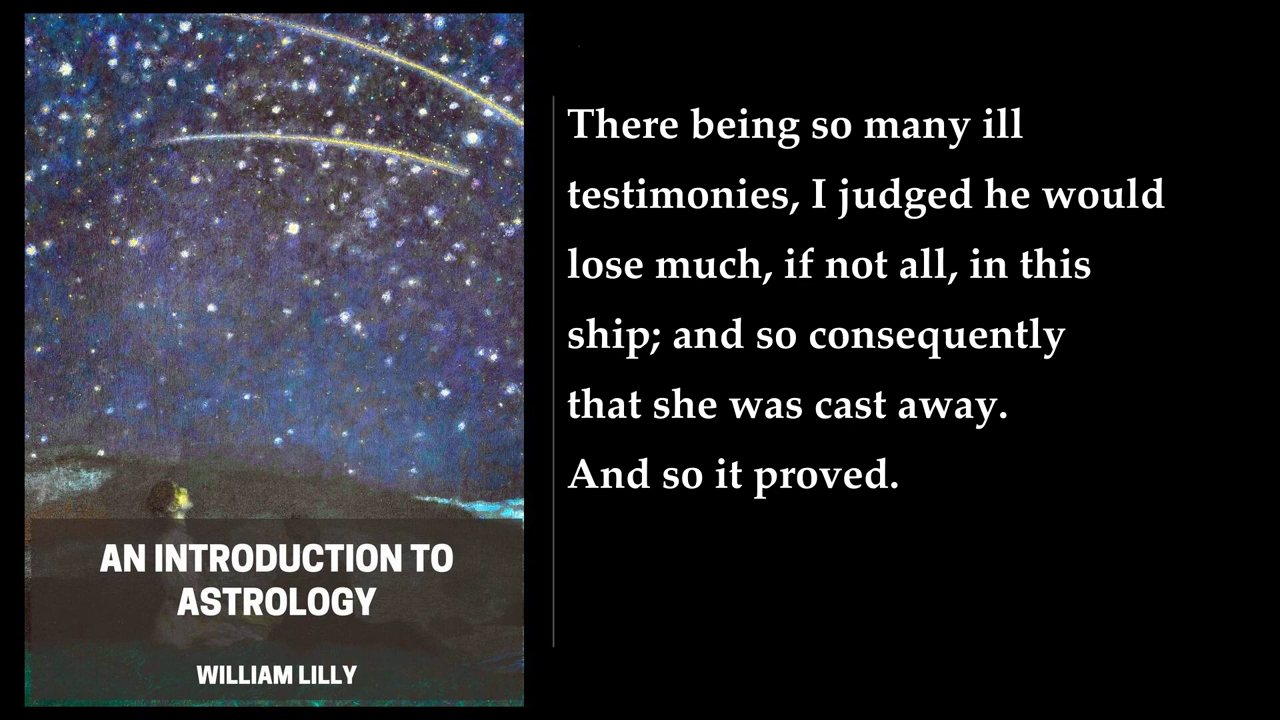 AN INTRODUCTION TO
ASTROLOGY
WILLIAM LILLY
There being so many ill
testimonies, I judged he would
lose much, if not all, in this
ship; and so consequently
that she was cast away.
And so it proved.